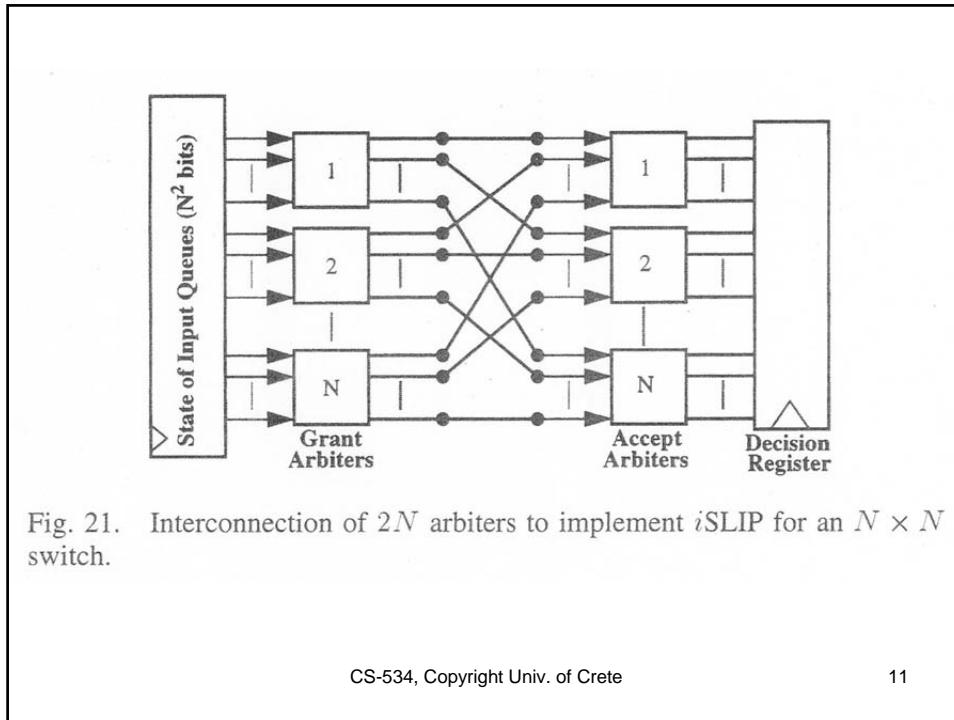 State of Input Queues (N² bits)
1
2
N
Grant
Arbiters
1
2
N
Accept
Arbiters
Decision
Register
Fig. 21. Interconnection of 2N arbiters to implement iSLIP for an N × N
switch.
CS-534, Copyright Univ. of Crete
11